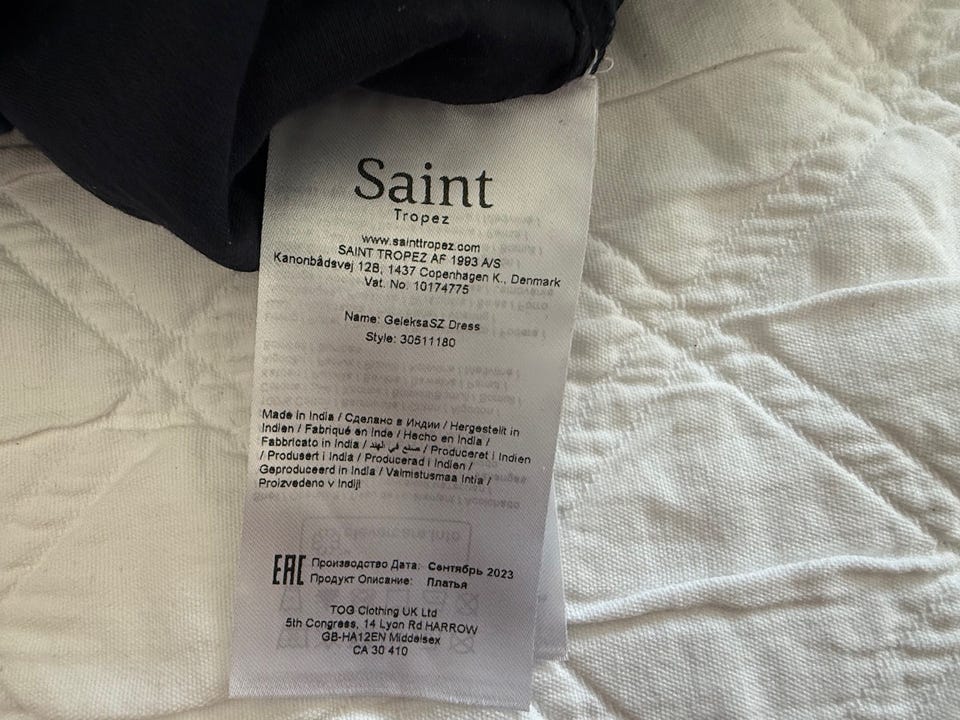 Saint
Tropez
www.sainttropez.com
SAINT TROPEZ AF 1993 A/S
Kanonbådsvej 12B, 1437 Copenhagen K., Denmark
Vat. No. 10174775
Name: GeleksaSZ Dress
Style: 30511180
Made in India / Сделано в Индии / Hergestellt in
Indien / Fabriqué en Inde / Hecho en India /
Fabbricato in India / صنع في الهند / Produceret i Indien
/ Produsert i India / Producerad i Indien /
Geproduceerd in India / Valmistusmaa Intia /
Proizvedeno v Indiji
EAC Производство Дата: Сентябрь 2023
Продукт Описание: Платья
TOG Clothing UK Ltd
5th Congress, 14 Lyon Rd HARROW
GB-HA12EN Middelsex
CA 30 410